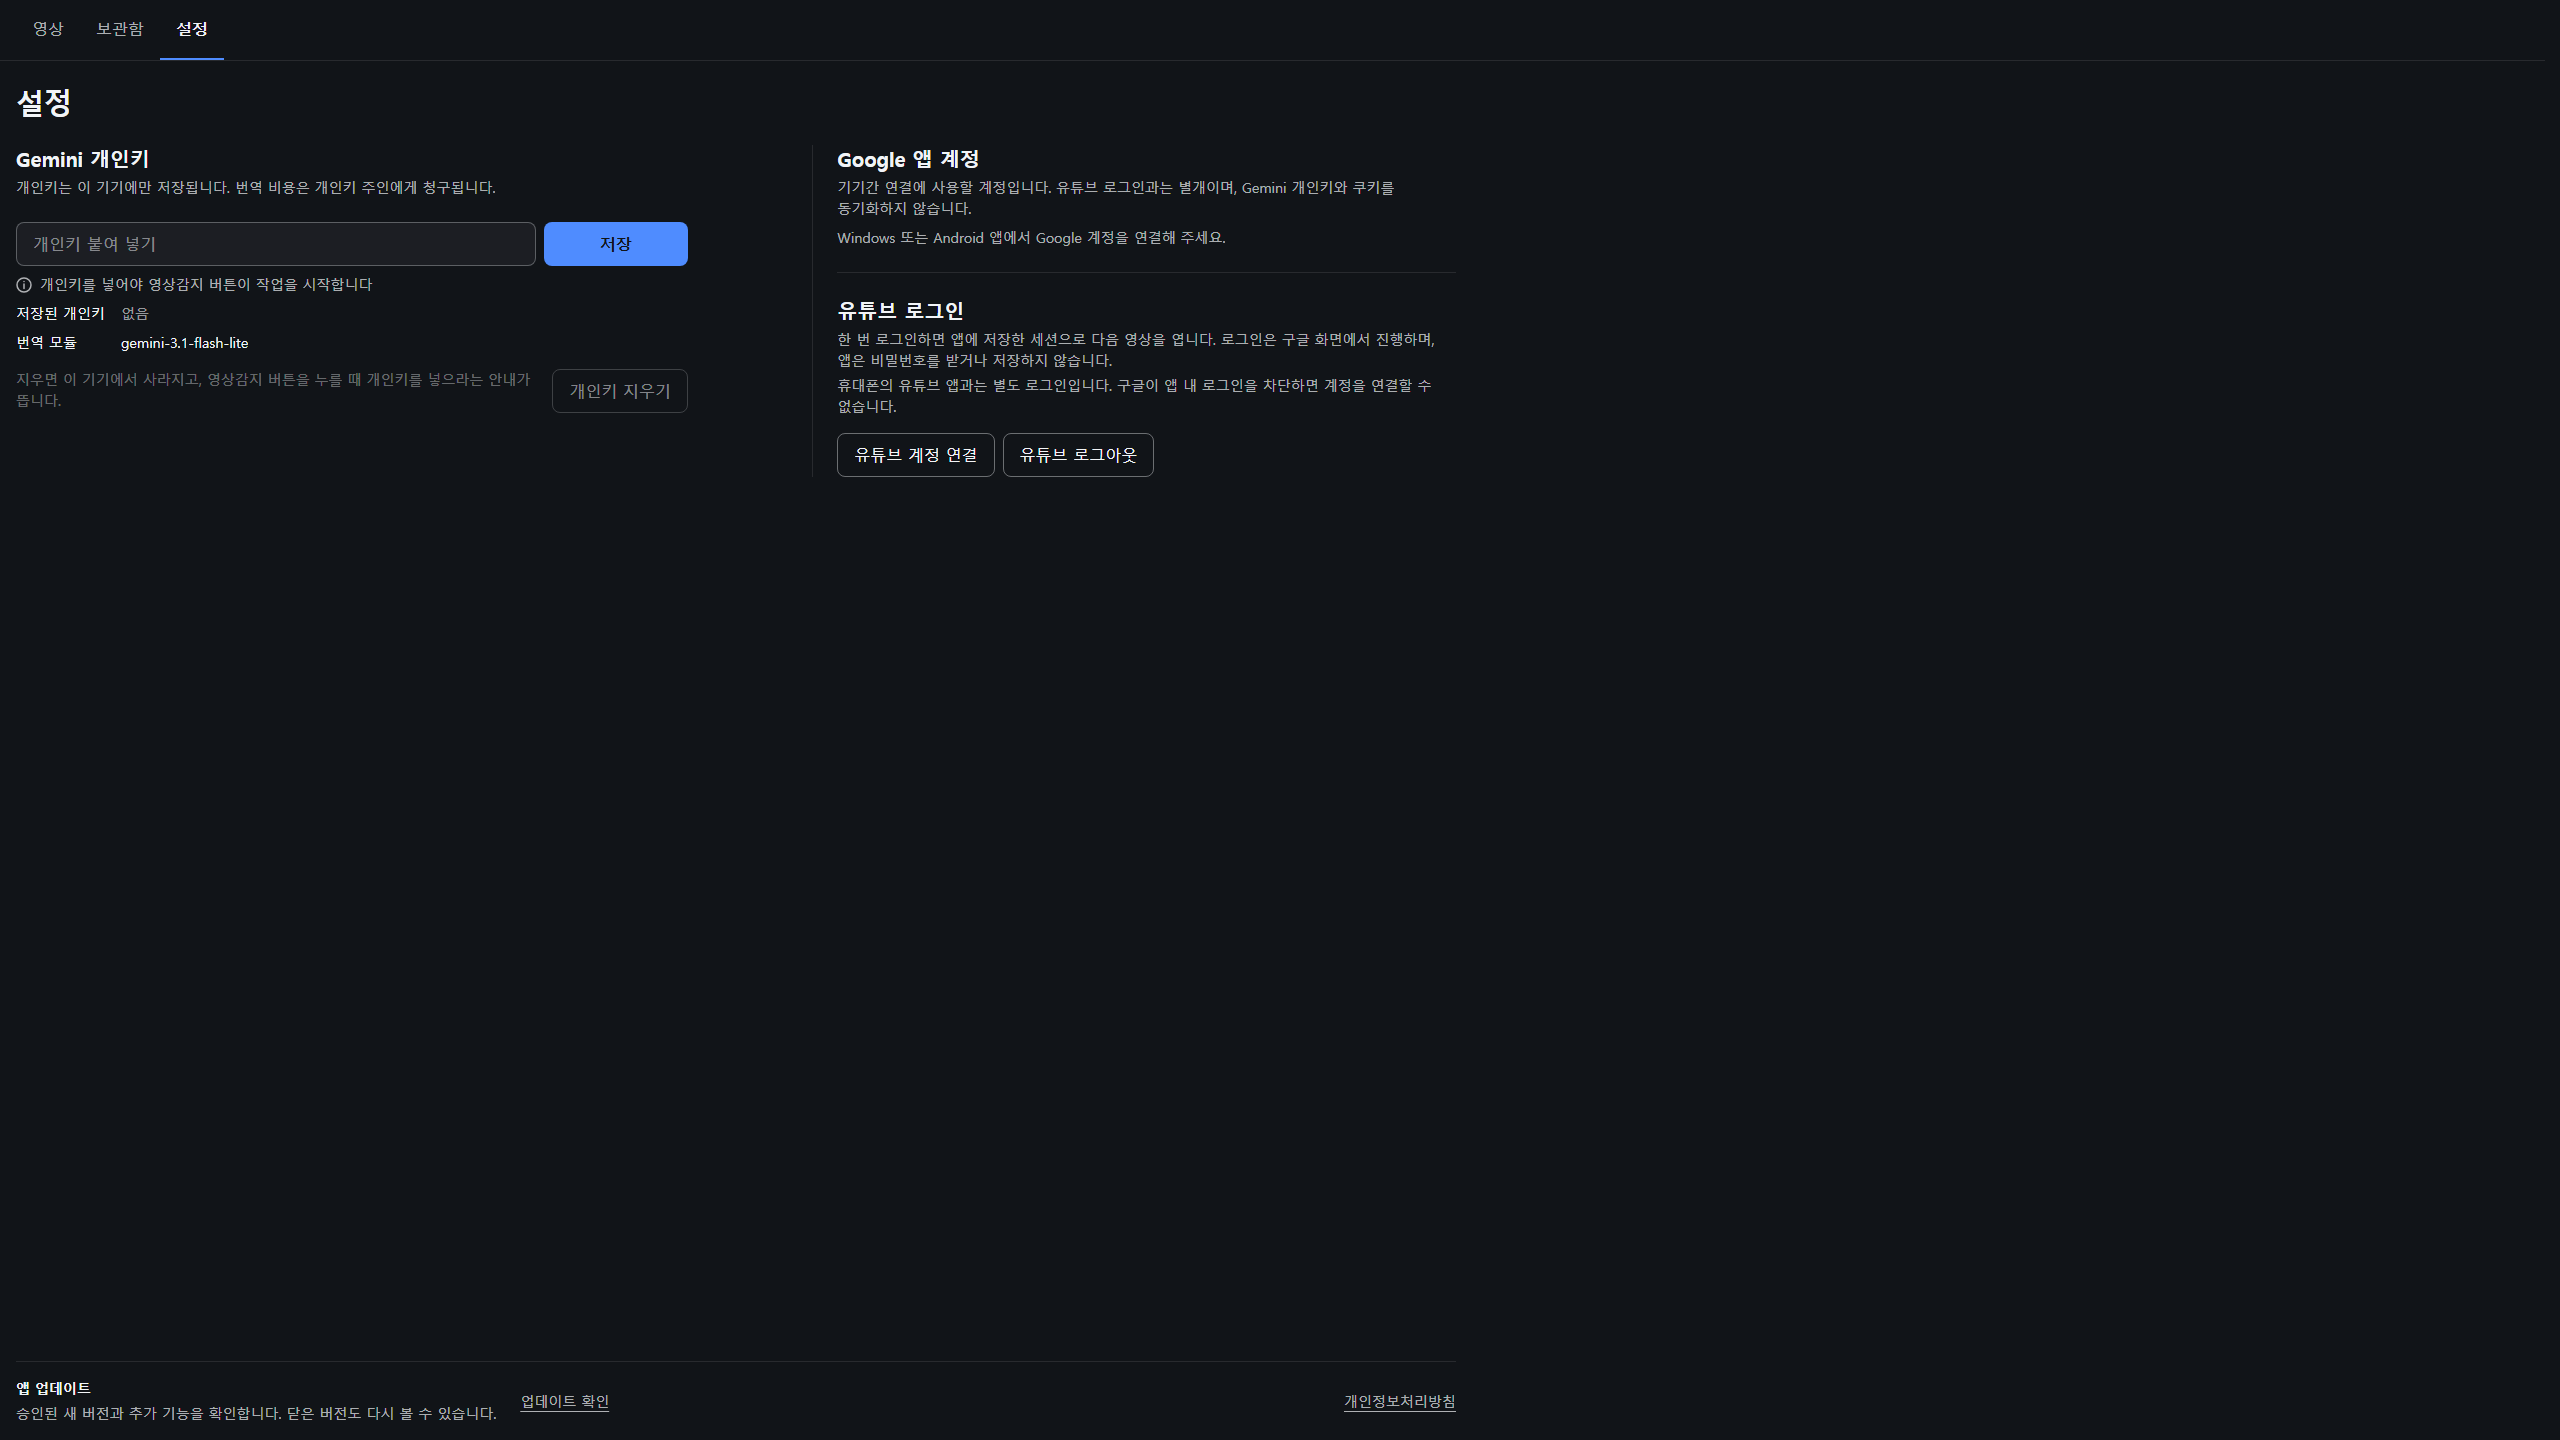 영상
보관함
설정
설정
Gemini 개인키
개인키는 이 기기에만 저장됩니다. 번역 비용은 개인키 주인에게 청구됩니다.
개인키 붙여 넣기
저장
개인키를 넣어야 영상감지 버튼이 작업을 시작합니다
저장된 개인키 없음
번역 모듈 gemini-3.1-flash-lite
지우면 이 기기에서 사라지고, 영상감지 버튼을 누를 때 개인키를 넣으라는 안내가
뜹니다.
개인키 지우기
Google 앱 계정
기기간 연결에 사용할 계정입니다. 유튜브 로그인과는 별개이며, Gemini 개인키와 쿠키를
동기화하지 않습니다.
Windows 또는 Android 앱에서 Google 계정을 연결해 주세요.
유튜브 로그인
한 번 로그인하면 앱에 저장한 세션으로 다음 영상을 엽니다. 로그인은 구글 화면에서 진행하며,
앱은 비밀번호를 받거나 저장하지 않습니다.
휴대폰의 유튜브 앱과는 별도 로그인입니다. 구글이 앱 내 로그인을 차단하면 계정을 연결할 수
없습니다.
유튜브 계정 연결
유튜브 로그아웃
앱 업데이트
승인된 새 버전과 추가 기능을 확인합니다. 닫은 버전도 다시 볼 수 있습니다.
업데이트 확인
개인정보처리방침